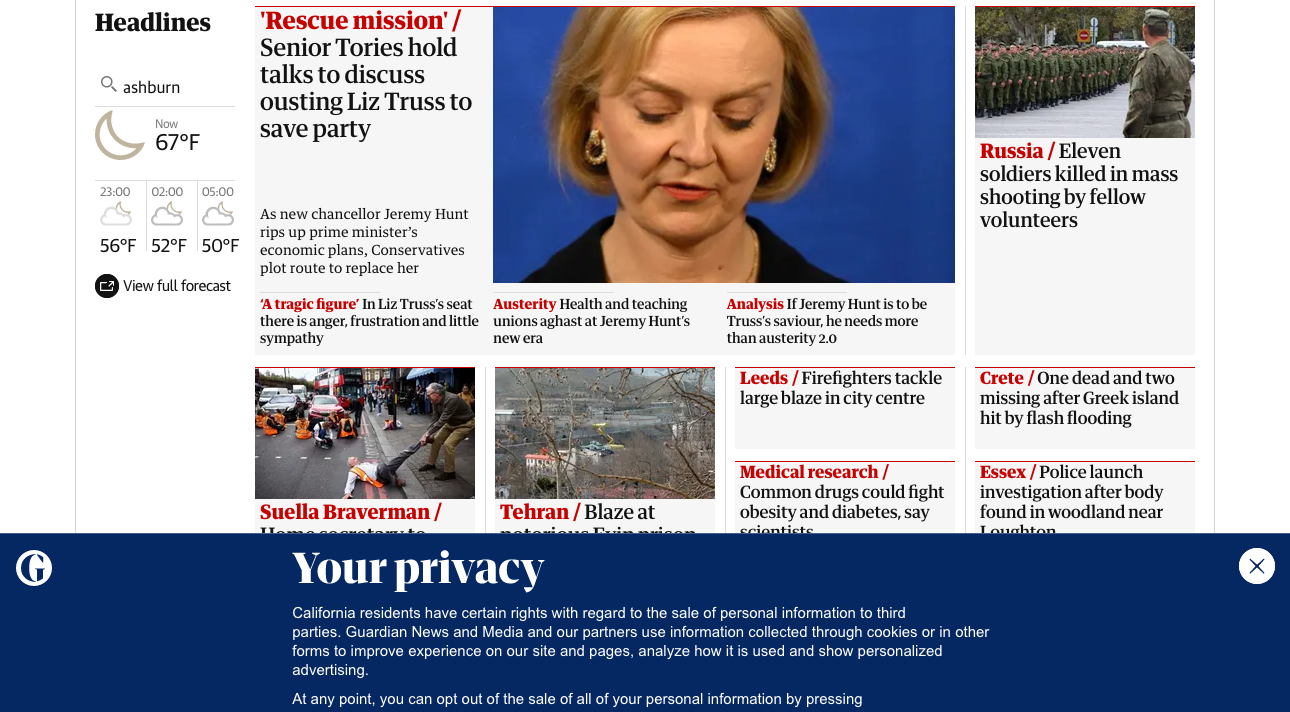 Headlines
ashburn
Now
67°F
23:00
02:00
05:00
56°F
52°F
50°F
View full forecast
'Rescue mission' /
Senior Tories hold
talks to discuss
ousting Liz Truss to
save party
As new chancellor Jeremy Hunt
rips up prime minister’s
economic plans, Conservatives
plot route to replace her
‘A tragic figure’ In Liz Truss’s seat
there is anger, frustration and little
sympathy
Austerity Health and teaching
unions aghast at Jeremy Hunt’s
new era
Analysis If Jeremy Hunt is to be
Truss’s saviour, he needs more
than austerity 2.0
Russia / Eleven
soldiers killed in mass
shooting by fellow
volunteers
Suella Braverman /
Home secretary to
Tehran / Blaze at
notorious Evin prison
Leeds / Firefighters tackle
large blaze in city centre
Medical research /
Common drugs could fight
obesity and diabetes, say
scientists
Crete / One dead and two
missing after Greek island
hit by flash flooding
Essex / Police launch
investigation after body
found in woodland near
Loughton
G
Your privacy
California residents have certain rights with regard to the sale of personal information to third
parties. Guardian News and Media and our partners use information collected through cookies or in other
forms to improve experience on our site and pages, analyze how it is used and show personalized
advertising.
At any point, you can opt out of the sale of all of your personal information by pressing